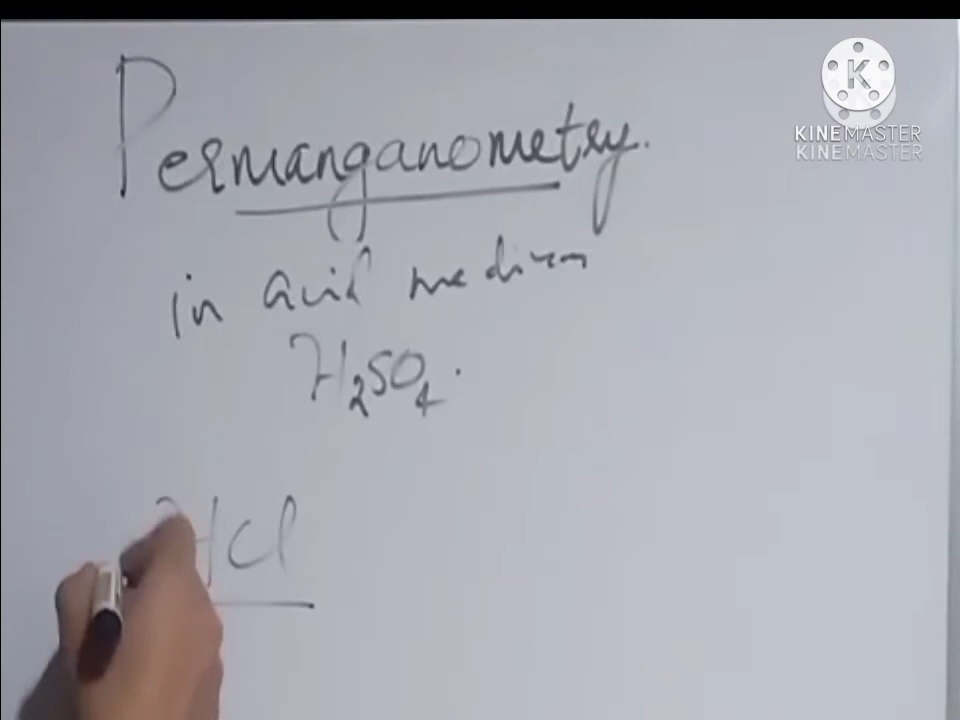 Permanganometry.
in acid medium
H₂SO₄.
HCl
KINEMASTER
KINEMASTER